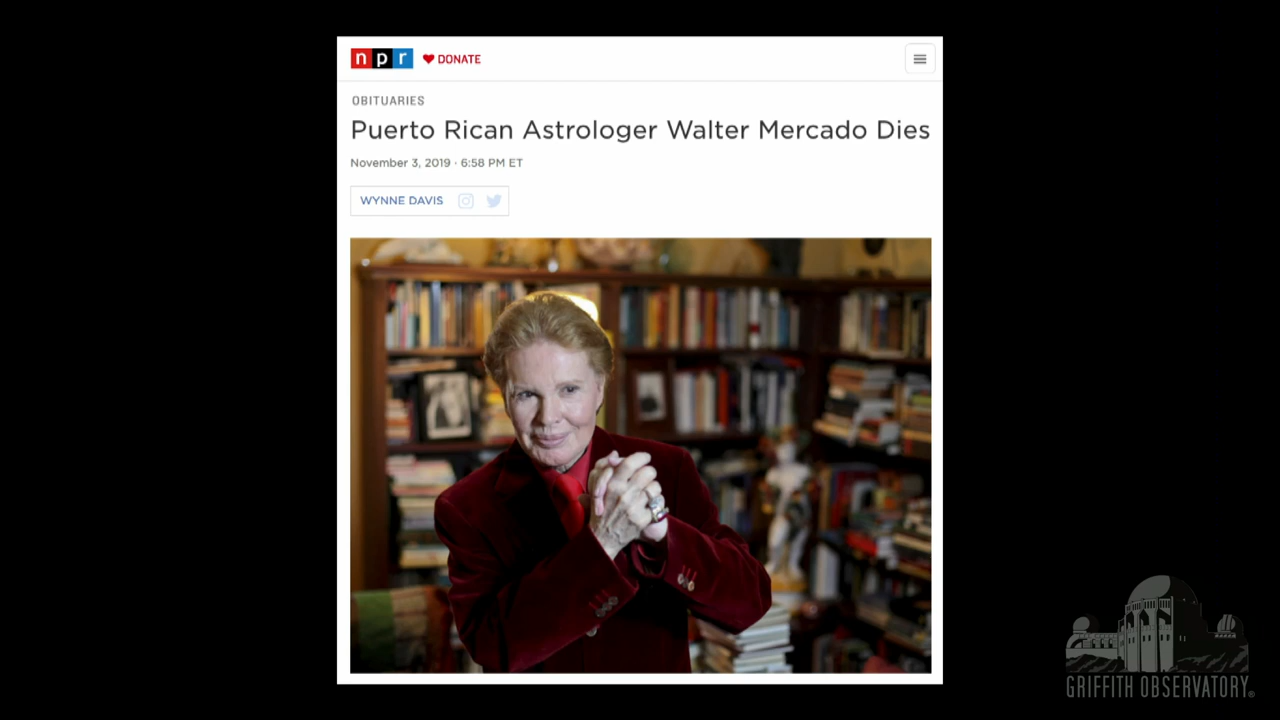 npr DONATE
OBITUARIES
Puerto Rican Astrologer Walter Mercado Dies
November 3, 2019 · 6:58 PM ET
WYNNE DAVIS
GRIFFITH OBSERVATORY®